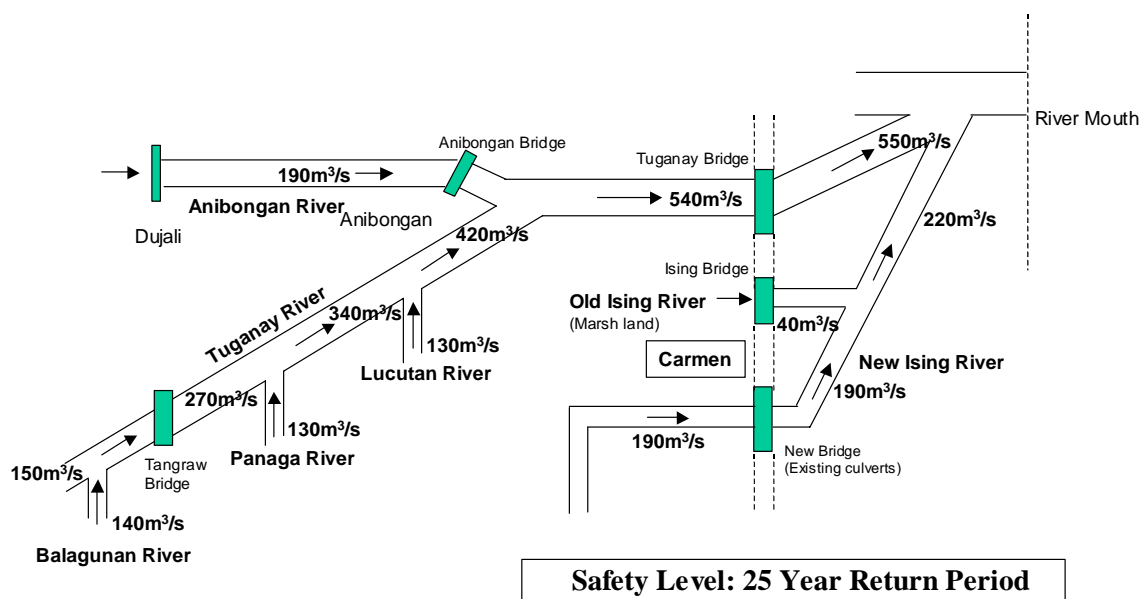 River Mouth
Anibongan Bridge
Tuganay Bridge
550m³/s
190m³/s
Anibongan River
540m³/s
Anibongan
Dujali
420m³/s
220m³/s
Ising Bridge
Old Ising River
(Marsh land)
Tuganay River
340m³/s
40m³/s
130m³/s
Carmen
New Ising River
Lucutan River
190m³/s
270m³/s
130m³/s
190m³/s
Panaga River
New Bridge
(Existing culverts)
150m³/s
Tangraw
Bridge
140m³/s
Balagunan River
Safety Level: 25 Year Return Period